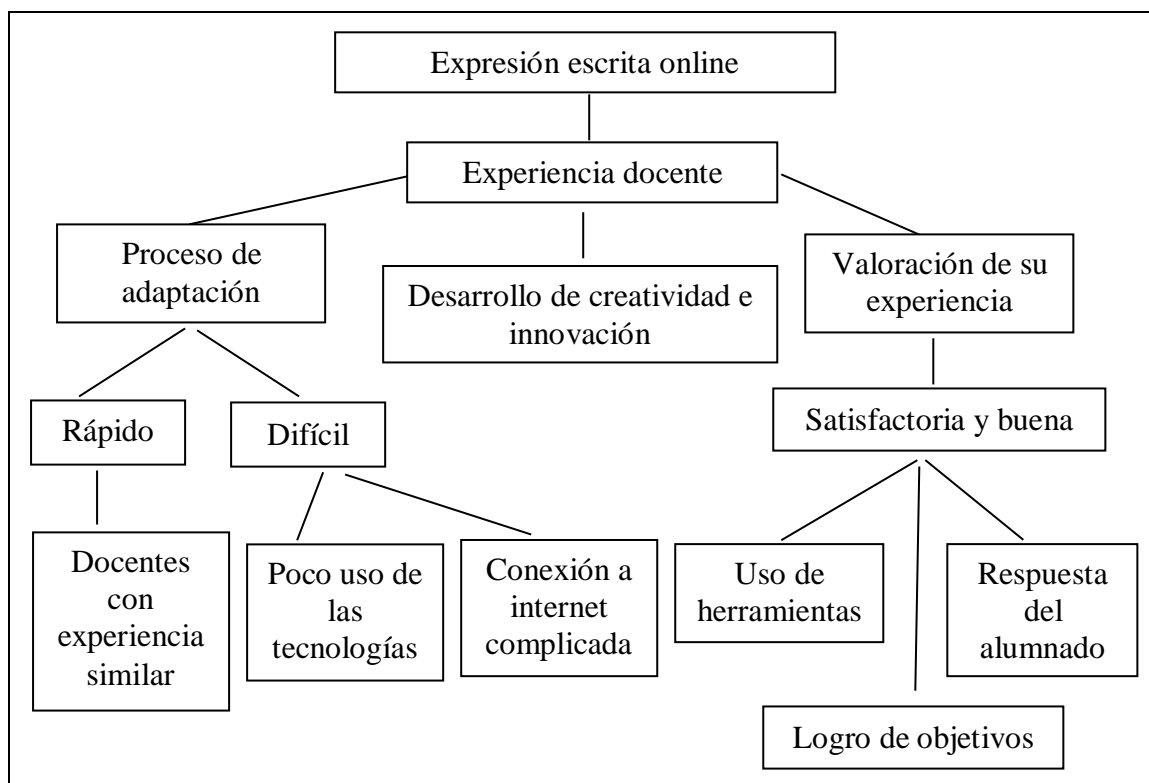 Expresión escrita online
Experiencia docente
Proceso de
adaptación
Desarrollo de creatividad e
innovación
Valoración de su
experiencia
Rápido
Difícil
Satisfactoria y buena
Docentes
con
experiencia
similar
Poco uso de
las
tecnologías
Conexión a
internet
complicada
Uso de
herramientas
Respuesta
del
alumnado
Logro de objetivos